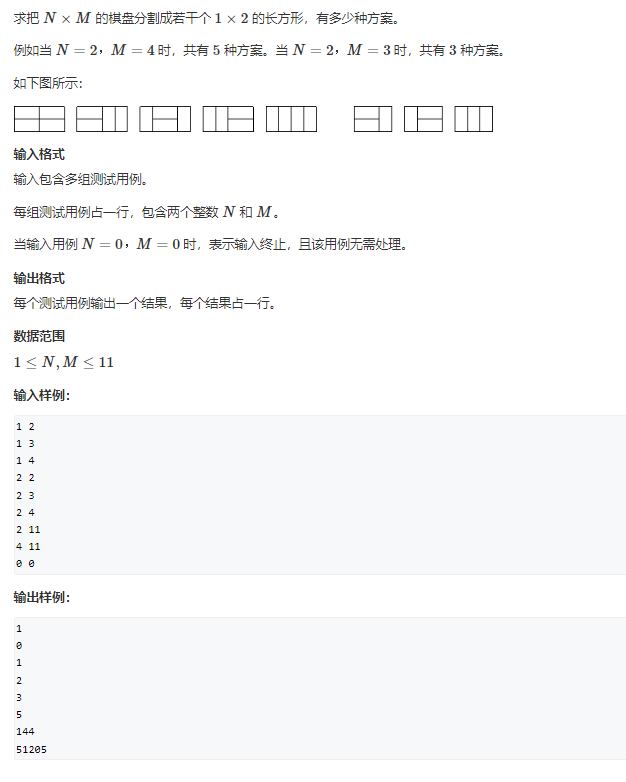 求把 N × M 的棋盘分割成若干个 1 × 2 的长方形，有多少种方案。
例如当 N = 2，M = 4 时，共有 5 种方案。当 N = 2，M = 3 时，共有 3 种方案。
如下图所示：
输入格式
输入包含多组测试用例。
每组测试用例占一行，包含两个整数 N 和 M。
当输入用例 N = 0，M = 0 时，表示输入终止，且该用例无需处理。
输出格式
每个测试用例输出一个结果，每个结果占一行。
数据范围
1 ≤ N, M ≤ 11
输入样例：
1 2
1 3
1 4
2 2
2 3
2 4
2 11
4 11
0 0
输出样例：
1
0
1
2
3
5
144
51205